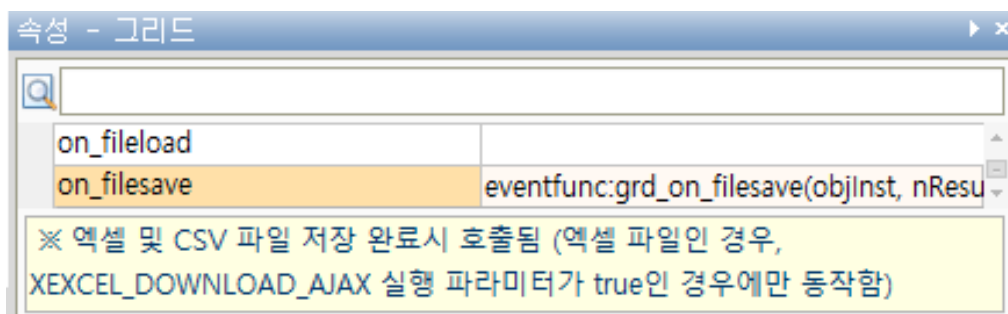 속성 - 그리드
on_fileload
on_filesave eventfunc:grd_on_filesave(objInst, nResu
※ 엑셀 및 CSV 파일 저장 완료시 호출됨 (엑셀 파일인 경우,
XEXCEL_DOWNLOAD_AJAX 실행 파라미터가 true인 경우에만 동작함)